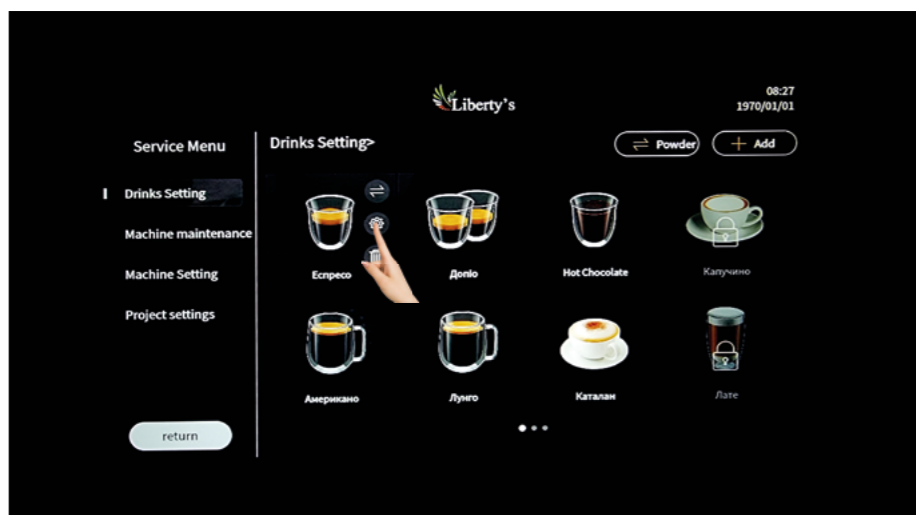 Liberty's
08:27
1970/01/01
Service Menu
Drinks Setting>
Powder
Add
Drinks Setting
Machine maintenance
Machine Setting
Project settings
Еспресо
Допіо
Hot Chocolate
Капучино
Американо
Лунго
Каталан
Лате
return